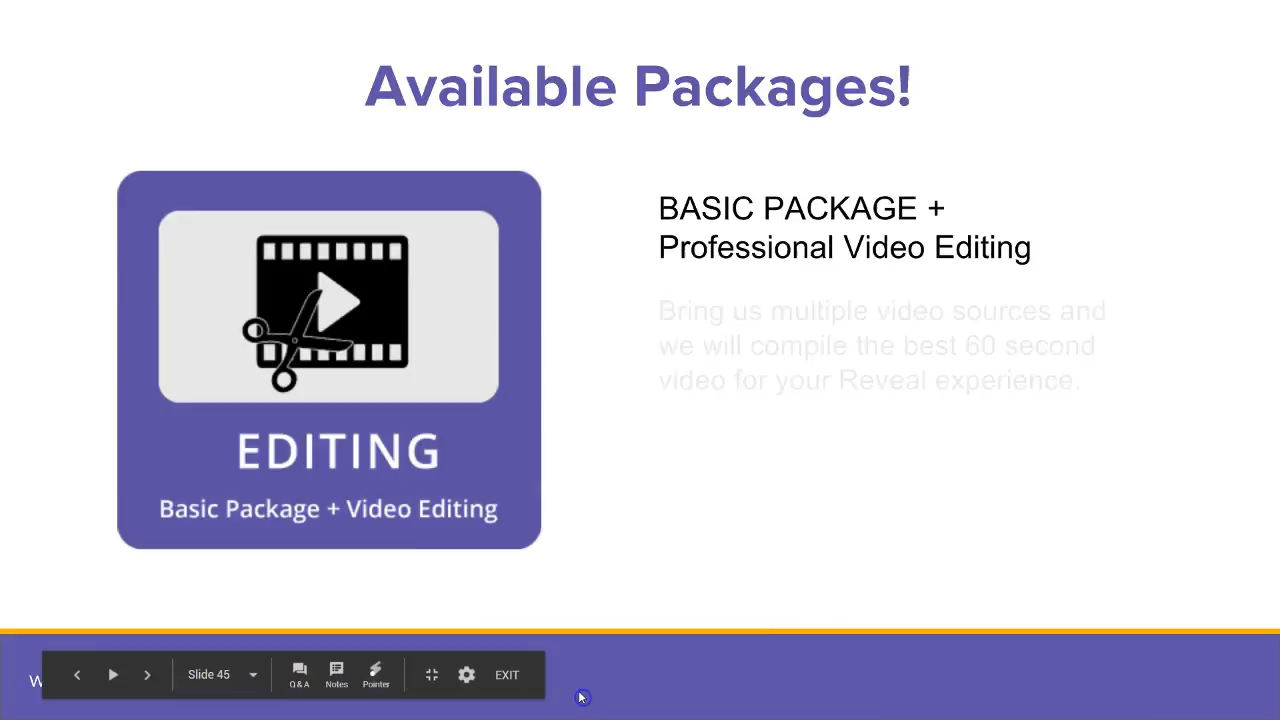 Available Packages!
BASIC PACKAGE +
Professional Video Editing
Bring us multiple video sources and
we will compile the best 60 second
video for your Reveal experience.
EDITING
Basic Package + Video Editing
W
Slide 45
Q&A
Notes
Pointer
EXIT